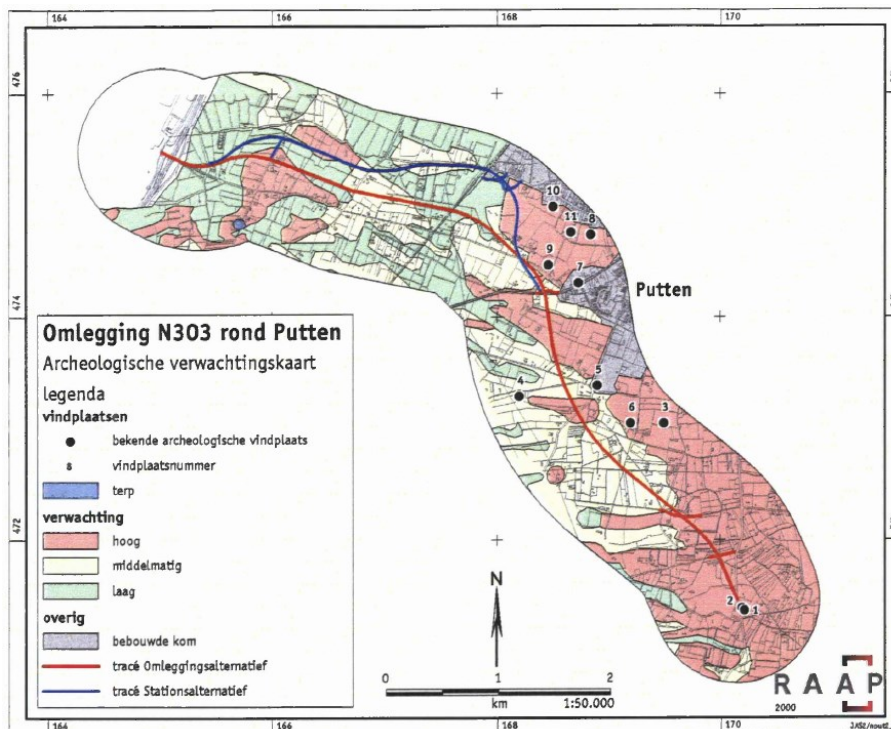 164
166
168
170
476
474
472
10
11
8
9
7
Putten
5
4
6
3
2
1
Omlegging N303 rond Putten
Archeologische verwachtingskaart
legenda
vindplaatsen
bekende archeologische vindplaats
8
vindplaatsnummer
terp
verwachting
hoog
middelmatig
laag
overig
bebouwde kom
tracé Omleggingsalternatief
tracé Stationsalternatief
N
0
1
2
km
1:50.000
RAAP
2000
164
166
168
170